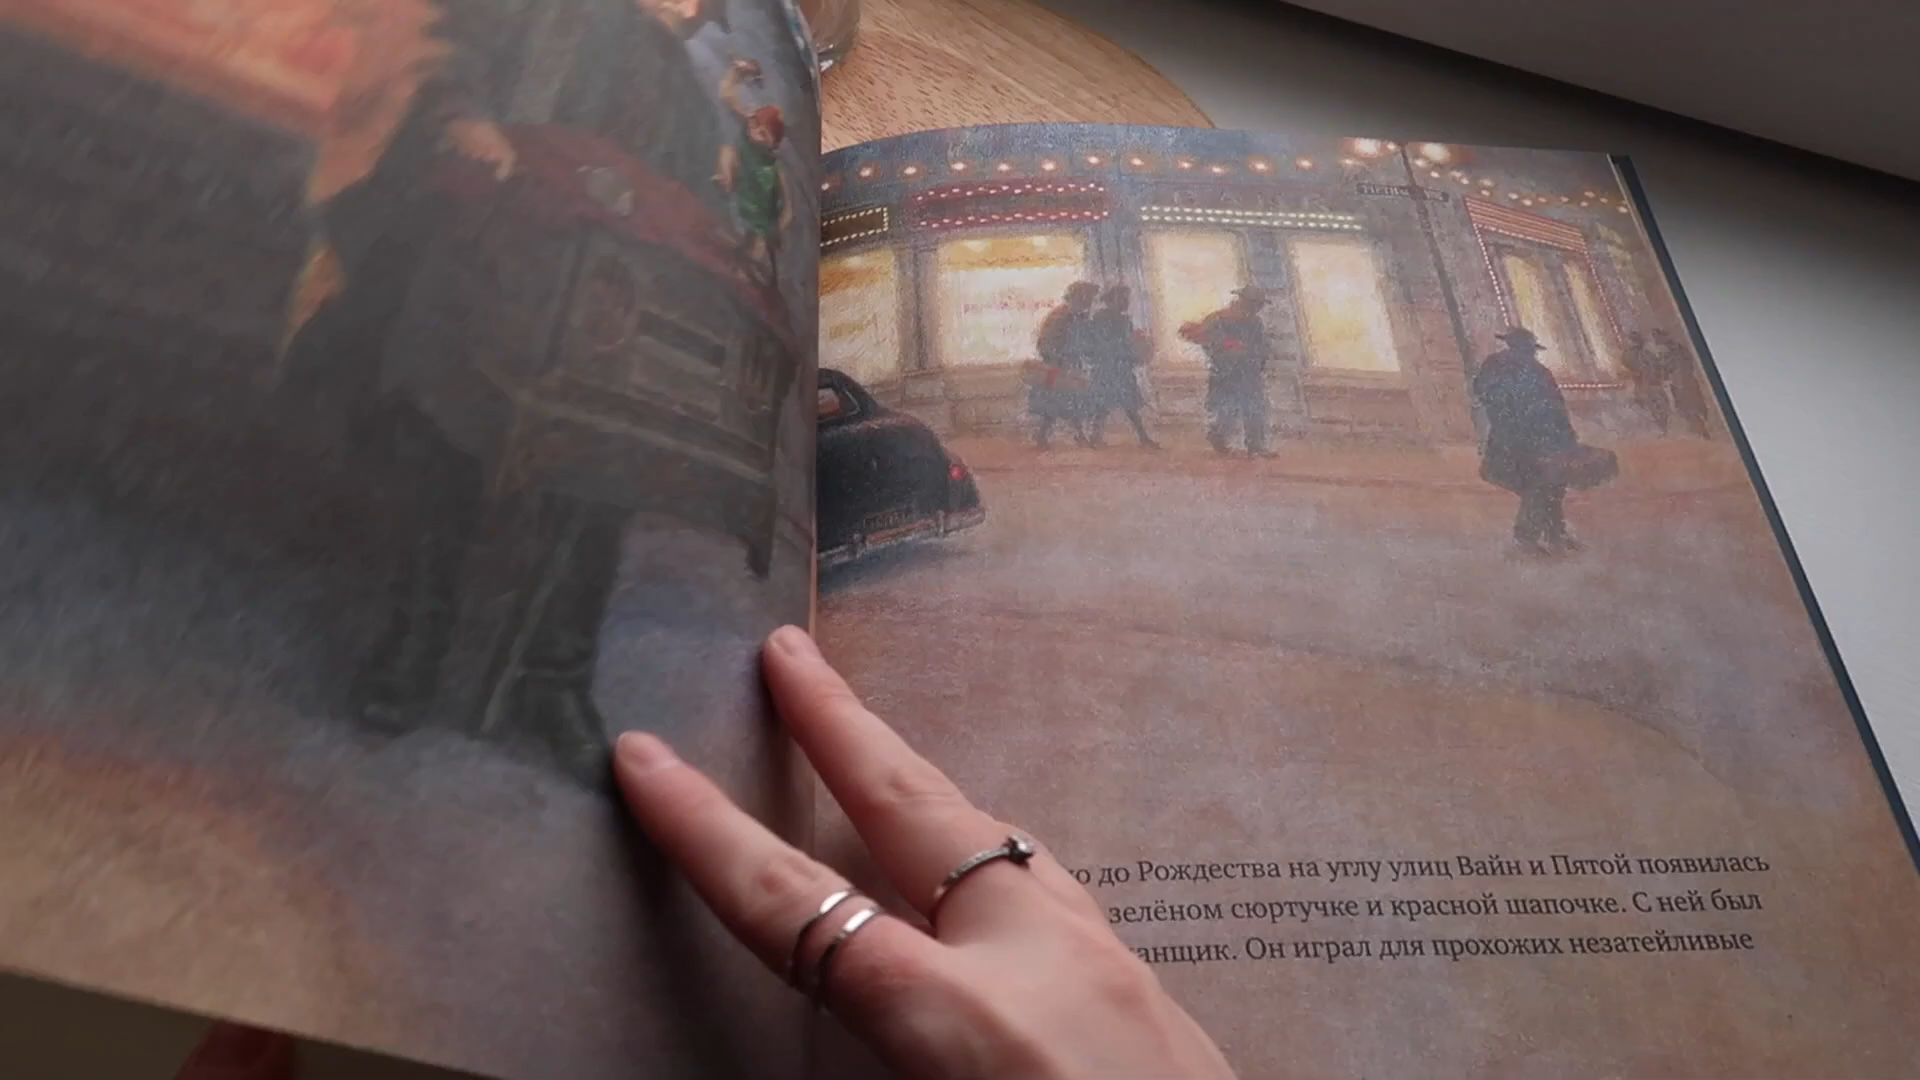 BANK
до Рождества на углу улиц Вайн и Пятой появилась
зелёном сюртучке и красной шапочке. С ней был
анщик. Он играл для прохожих незатейливые